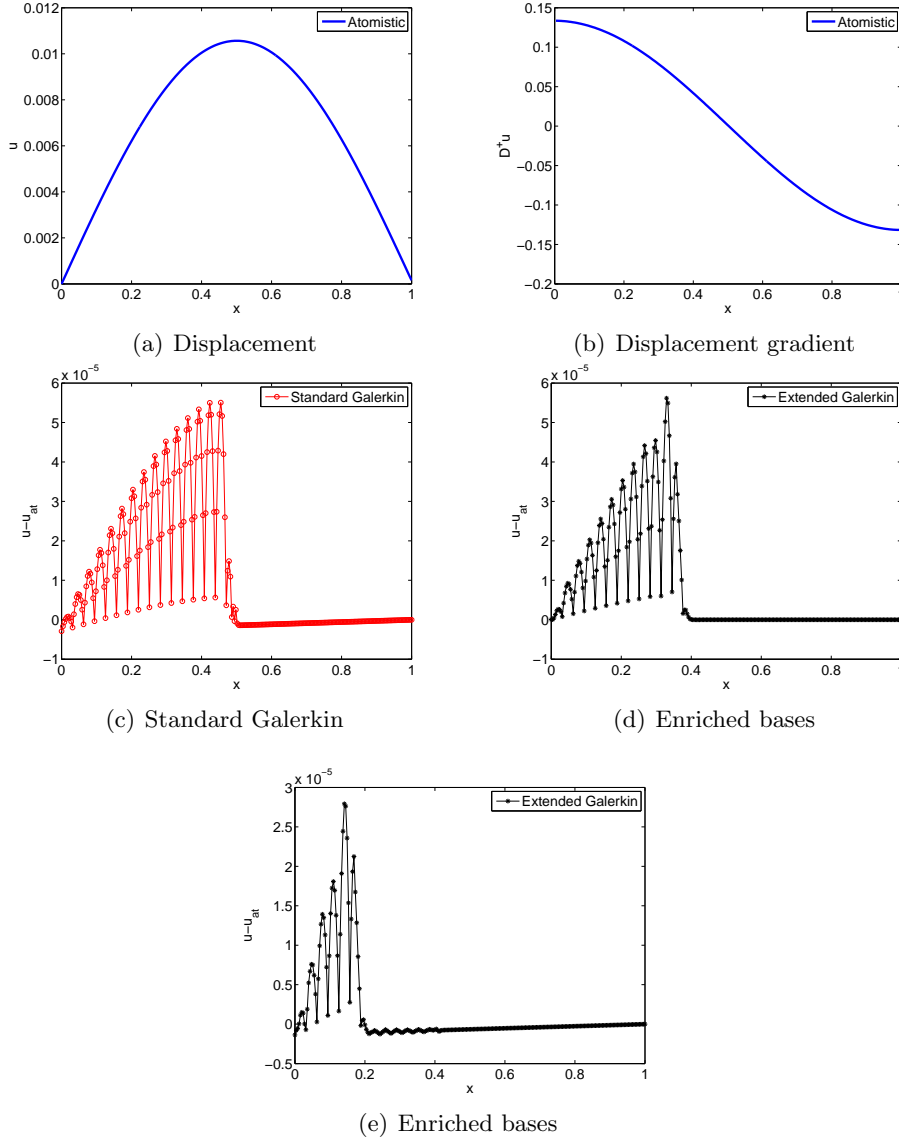 0.012
0.01
0.008
0.006
0.004
0.002
0
u
Atomistic
0 0.2 0.4 0.6 0.8 1
x
(a) Displacement
0.15
0.1
0.05
0
−0.05
−0.1
−0.15
−0.2
D+u
Atomistic
0 0.2 0.4 0.6 0.8 1
x
(b) Displacement gradient
x 10−5
6
5
4
3
2
1
0
−1
u−uat
Standard Galerkin
0 0.2 0.4 0.6 0.8 1
x
(c) Standard Galerkin
x 10−5
6
5
4
3
2
1
0
−1
u−uat
Extended Galerkin
0 0.2 0.4 0.6 0.8 1
x
(d) Enriched bases
x 10−5
3
2.5
2
1.5
1
0.5
0
−0.5
u−uat
Extended Galerkin
0 0.2 0.4 0.6 0.8 1
x
(e) Enriched bases